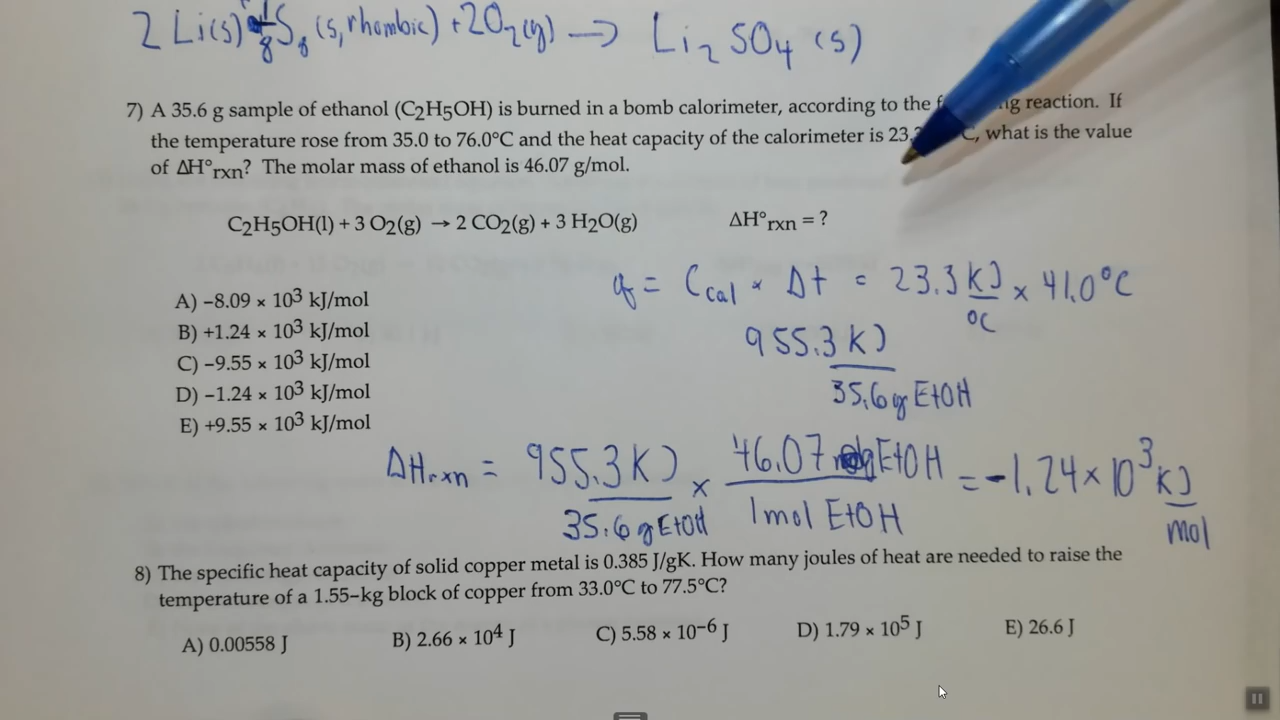 2 Li(s) + 1/8 S8 (s, rhombic) + 2O2(g) → Li2SO4 (s)
7) A 35.6 g sample of ethanol (C2H5OH) is burned in a bomb calorimeter, according to the ng reaction. If
the temperature rose from 35.0 to 76.0°C and the heat capacity of the calorimeter is 23. C, what is the value
of ΔH°rxn? The molar mass of ethanol is 46.07 g/mol.
C2H5OH(l) + 3 O2(g) → 2 CO2(g) + 3 H2O(g) ΔH°rxn = ?
q = Ccal × Δt = 23.3 kJ/°C × 41.0°C
A) −8.09 × 10³ kJ/mol
B) +1.24 × 10³ kJ/mol
C) −9.55 × 10³ kJ/mol
D) −1.24 × 10³ kJ/mol
E) +9.55 × 10³ kJ/mol
955.3 kJ
35.6g EtOH
ΔHrxn = 955.3 kJ / 35.6g EtOH × 46.07 g EtOH / 1mol EtOH = -1.24 × 10³ kJ/mol
8) The specific heat capacity of solid copper metal is 0.385 J/gK. How many joules of heat are needed to raise the
temperature of a 1.55−kg block of copper from 33.0°C to 77.5°C?
A) 0.00558 J B) 2.66 × 10⁴ J C) 5.58 × 10⁻⁶ J D) 1.79 × 10⁵ J E) 26.6 J